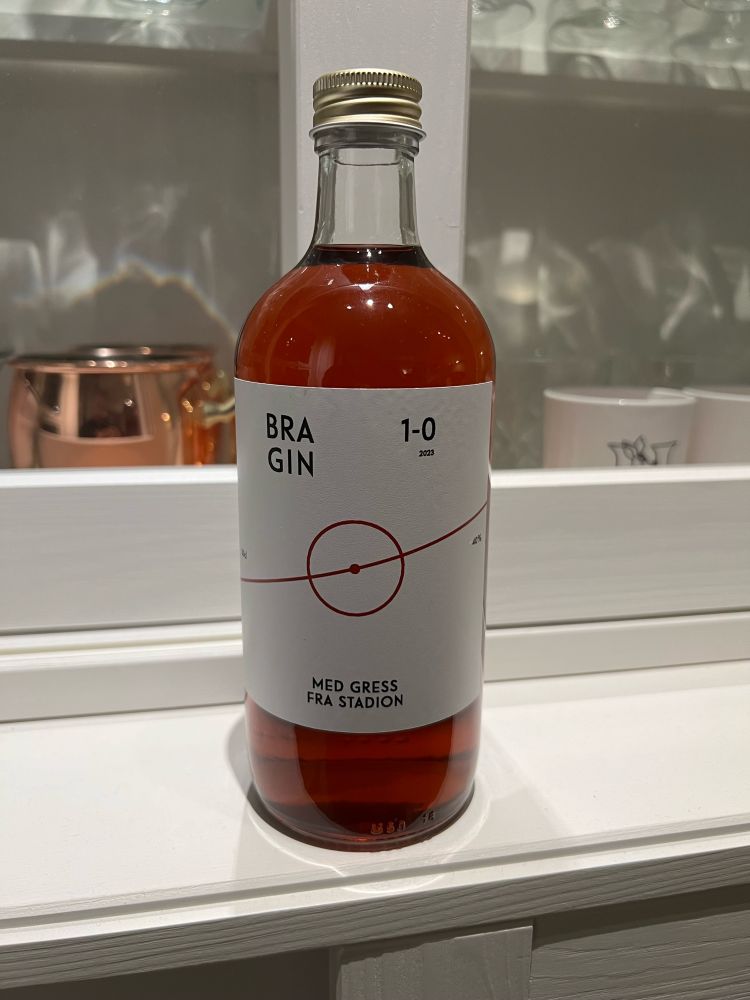 BRA
GIN
1-0
2023
40%
MED GRESS
FRA STADION